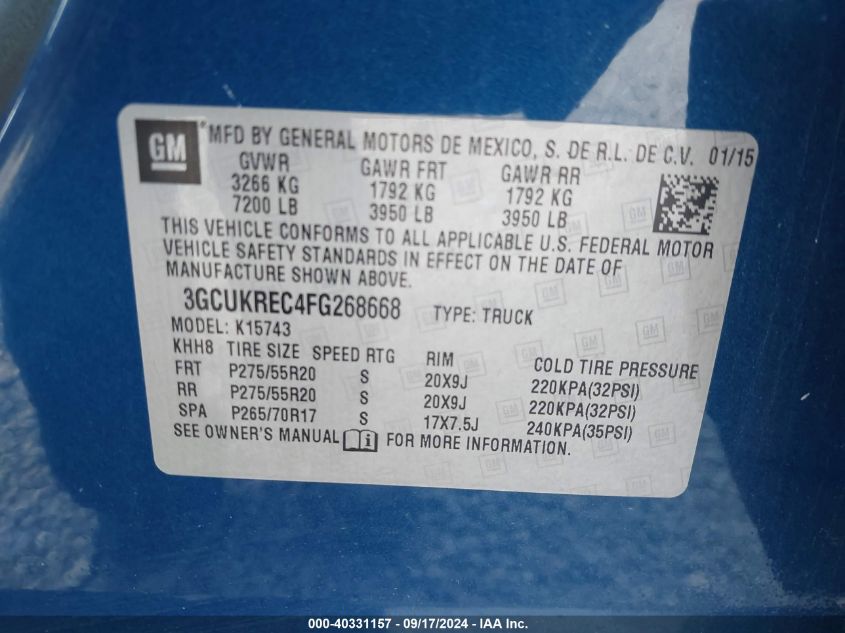 GM
MFD BY GENERAL MOTORS DE MEXICO, S. DE R.L. DE C.V. 01/15
GVWR GAWR FRT GAWR RR
3266 KG 1792 KG 1792 KG
7200 LB 3950 LB 3950 LB
THIS VEHICLE CONFORMS TO ALL APPLICABLE U.S. FEDERAL MOTOR
VEHICLE SAFETY STANDARDS IN EFFECT ON THE DATE OF
MANUFACTURE SHOWN ABOVE.
3GCUKREC4FG268668 TYPE: TRUCK
MODEL: K15743
KHH8 TIRE SIZE SPEED RTG RIM COLD TIRE PRESSURE
FRT P275/55R20 S 20X9J 220KPA(32PSI)
RR P275/55R20 S 20X9J 220KPA(32PSI)
SPA P265/70R17 S 17X7.5J 240KPA(35PSI)
SEE OWNER'S MANUAL i FOR MORE INFORMATION.
000-40331157 - 09/17/2024 - IAA Inc.